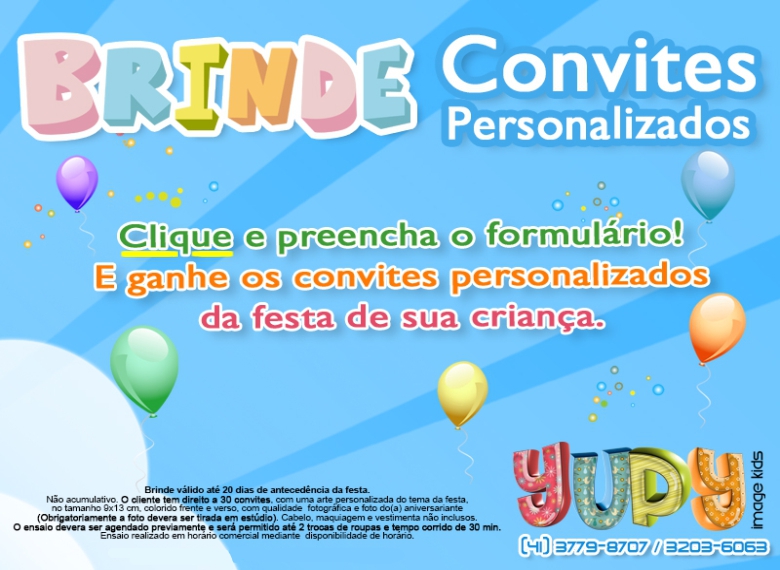 BRINDE Convites
Personalizados
Clique e preencha o formulário!
E ganhe os convites personalizados
da festa de sua criança.
Brinde válido até 20 dias de antecedência da festa.
Não acumulativo. O cliente tem direito a 30 convites, com uma arte personalizada do tema da festa,
no tamanho 9x13 cm, colorido frente e verso, com qualidade fotográfica e foto do(a) aniversariante
(Obrigatoriamente a foto devera ser tirada em estúdio). Cabelo, maquiagem e vestimenta não inclusos.
O ensaio devera ser agendado previamente e será permitido até 2 trocas de roupas e tempo corrido de 30 min.
Ensaio realizado em horário comercial mediante disponibilidade de horário.
YUPY
image kids
(41) 3779-8707 / 3203-6063